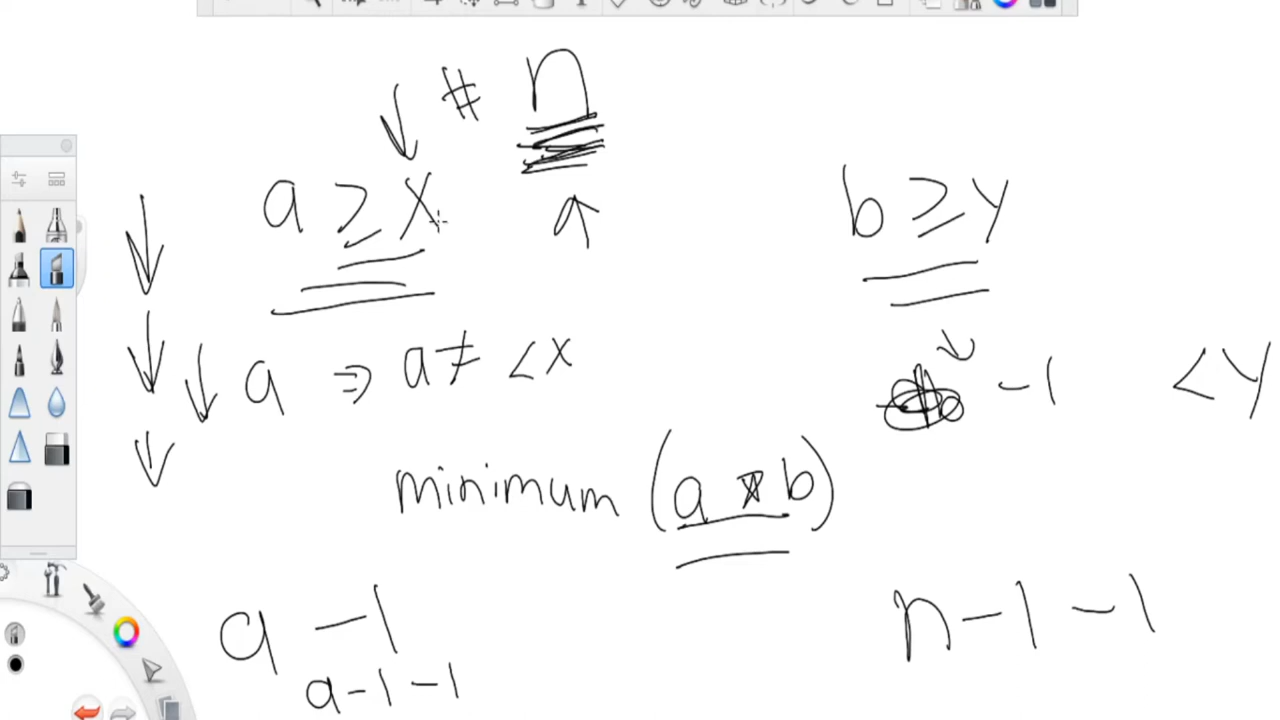 # n
a ≥ x
b ≥ y
a ⇒ a ≠ < x
-1 < y
minimum (a * b)
a - 1
n - 1 - 1
a - 1 - 1